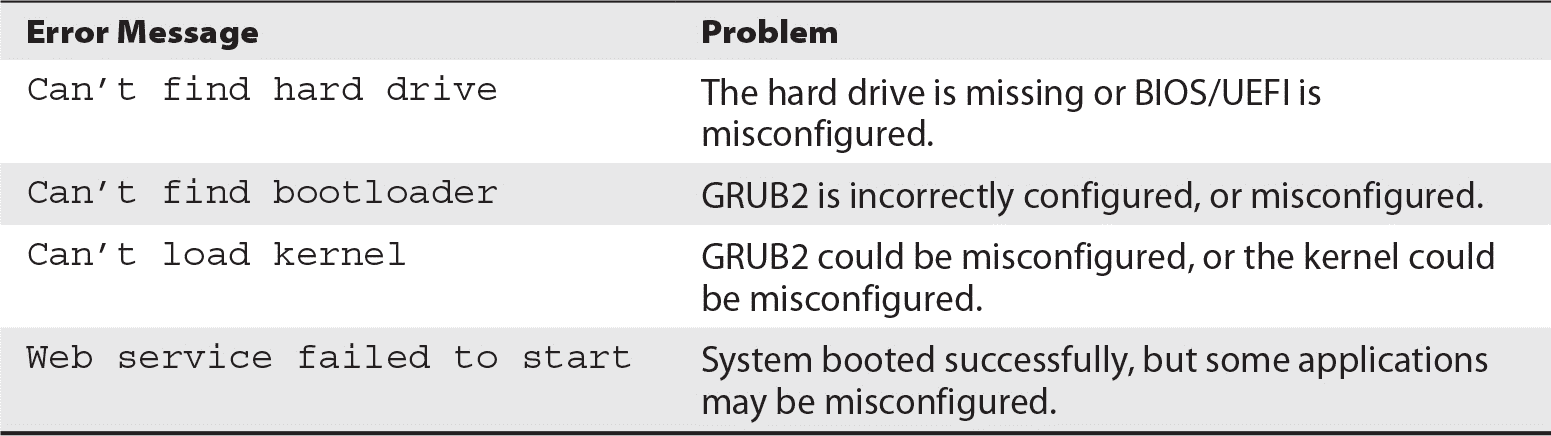 Error Message Problem
Can’t find hard drive The hard drive is missing or BIOS/UEFI is
misconfigured.
Can’t find bootloader GRUB2 is incorrectly configured, or misconfigured.
Can’t load kernel GRUB2 could be misconfigured, or the kernel could
be misconfigured.
Web service failed to start System booted successfully, but some applications
may be misconfigured.